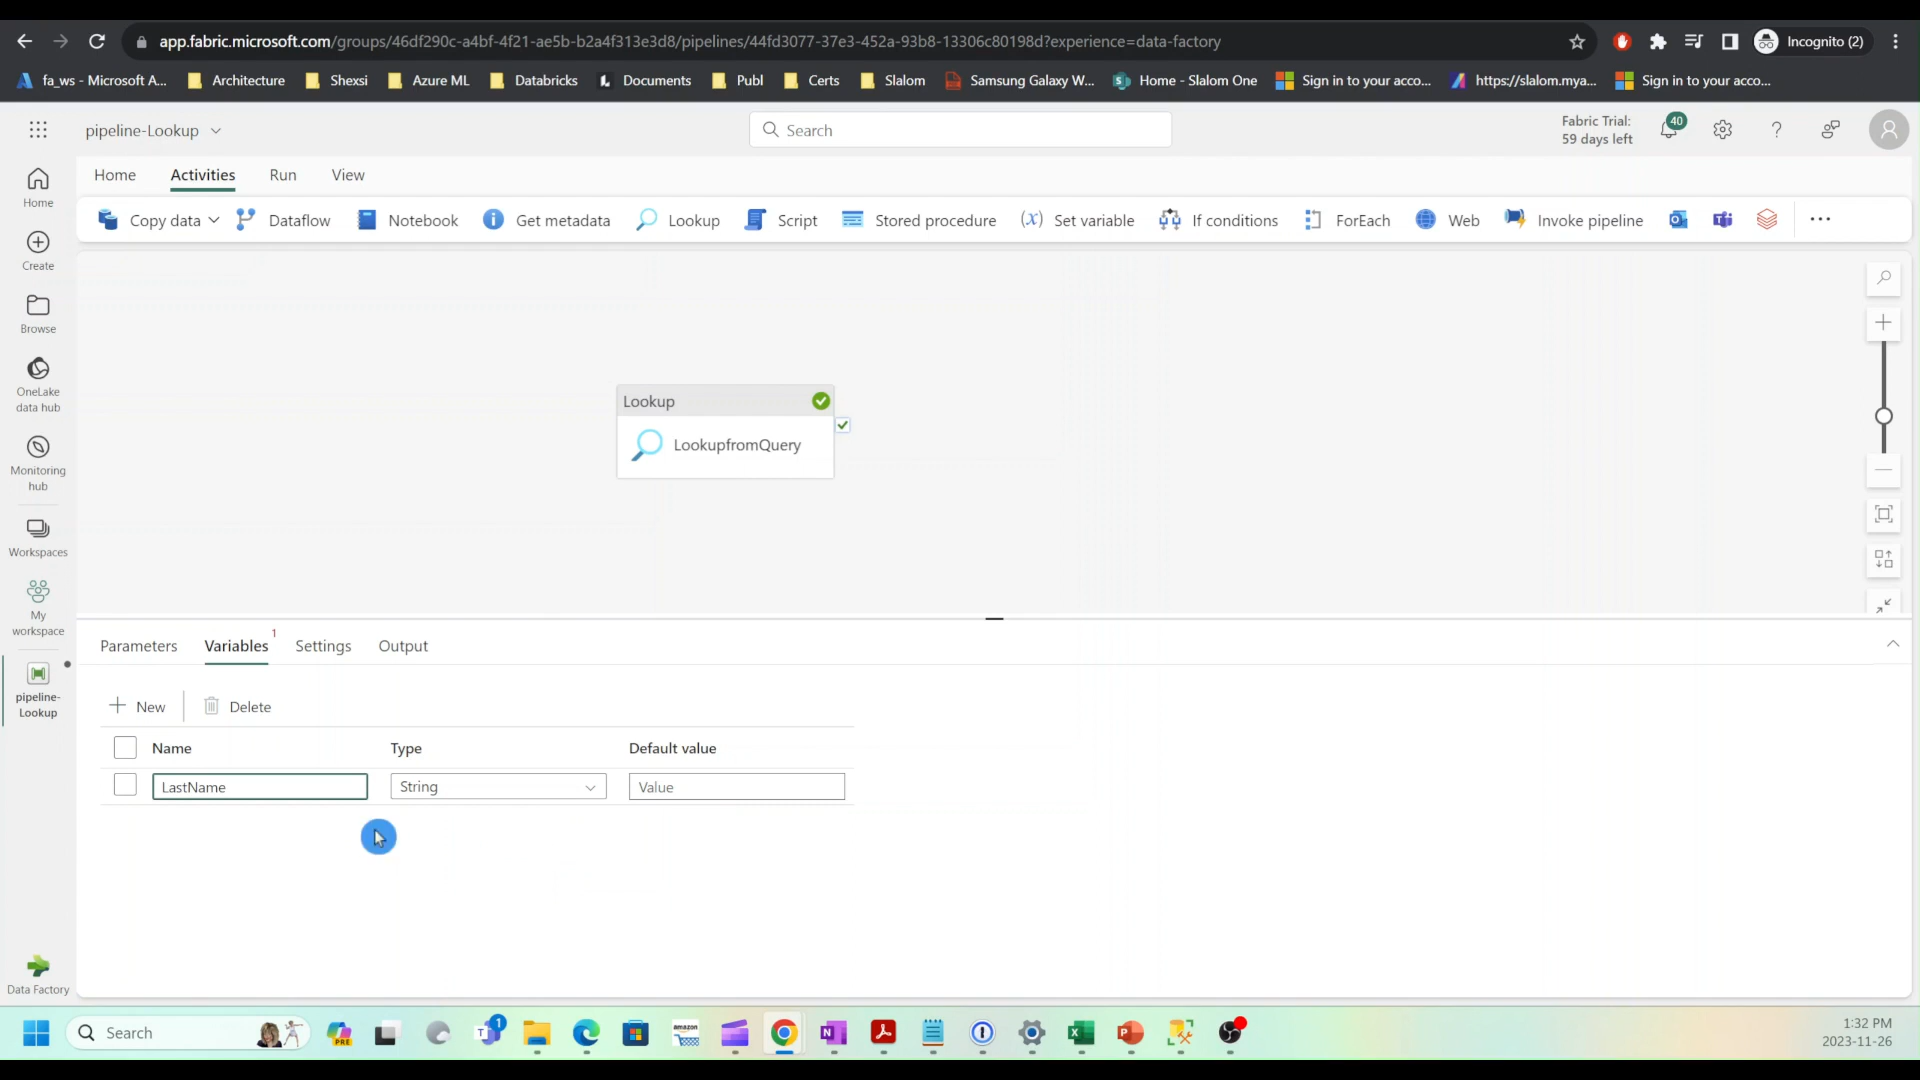 app.fabric.microsoft.com/groups/46df290c-a4bf-4f21-ae5b-b2a4f313e3d8/pipelines/44fd3077-37e3-452a-93b8-13306c80198d?experience=data-factory
Incognito (2)
fa_ws - Microsoft A...
Architecture
Shexsi
Azure ML
Databricks
Documents
Publ
Certs
Slalom
Samsung Galaxy W...
Home - Slalom One
Sign in to your acco...
https://slalom.mya...
Sign in to your acco...
pipeline-Lookup
Search
Fabric Trial:
59 days left
40
Home
Activities
Run
View
Copy data
Dataflow
Notebook
Get metadata
Lookup
Script
Stored procedure
(x) Set variable
If conditions
ForEach
Web
Invoke pipeline
Home
Create
Browse
OneLake
data hub
Monitoring
hub
Workspaces
My
workspace
pipeline-
Lookup
Data Factory
Lookup
LookupfromQuery
Parameters
Variables 1
Settings
Output
New
Delete
Name
Type
Default value
LastName
String
Value
Search
PRE
1
amazon
1:32 PM
2023-11-26